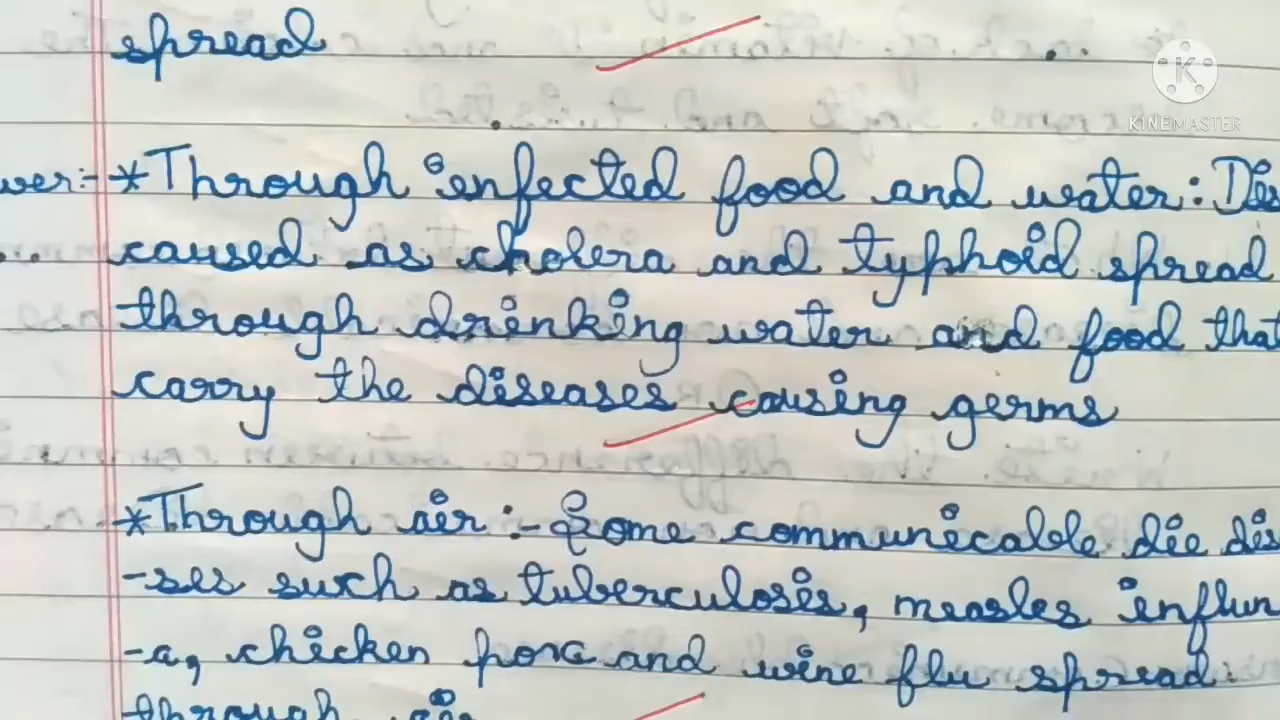 spread
KINEMASTER
wer:- *Through infected food and water: Dis
caused as cholera and typhoid spread
through drinking water and food that
carry the diseases causing germs
*Through air :- Some communicable die dis
-ses such as tuberculosis, measles influn
-a, chicken pox and wine flu spread
through air